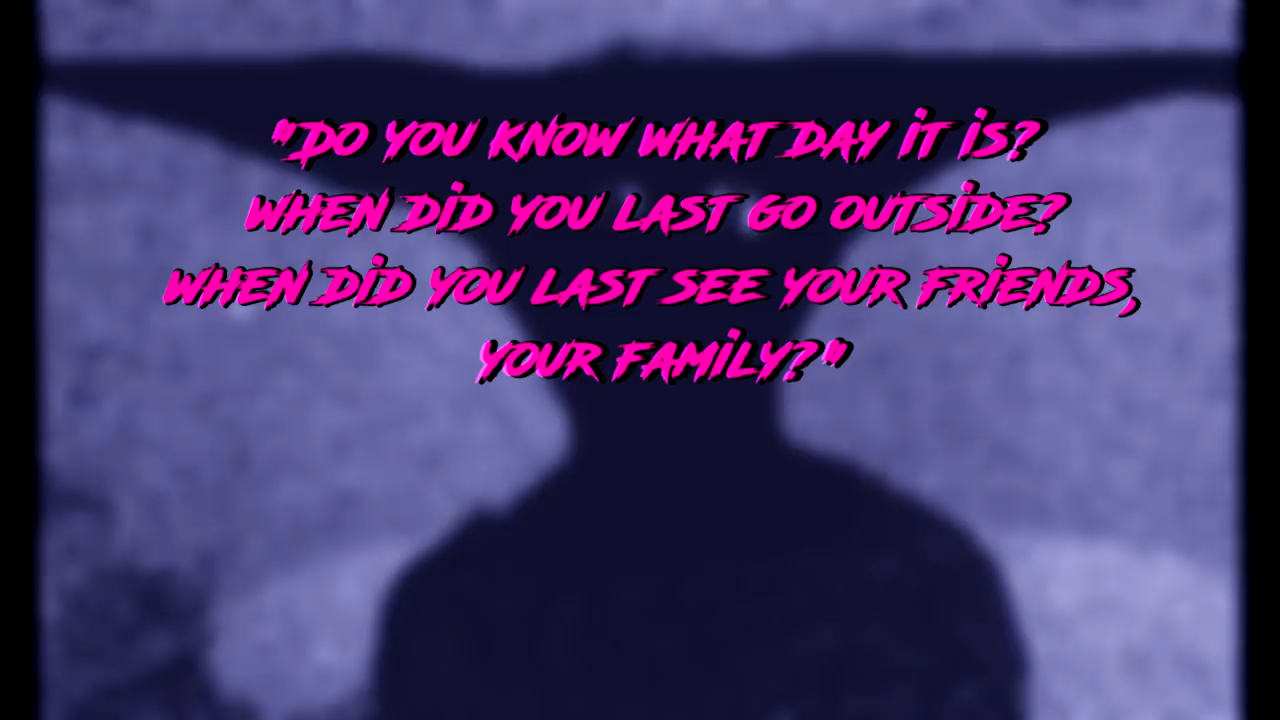 "DO YOU KNOW WHAT DAY iT iS?
WHEN DiD YOU LAST GO OUTSiDE?
WHEN DiD YOU LAST SEE YOUR FRiENDS,
YOUR FAMiLY?"